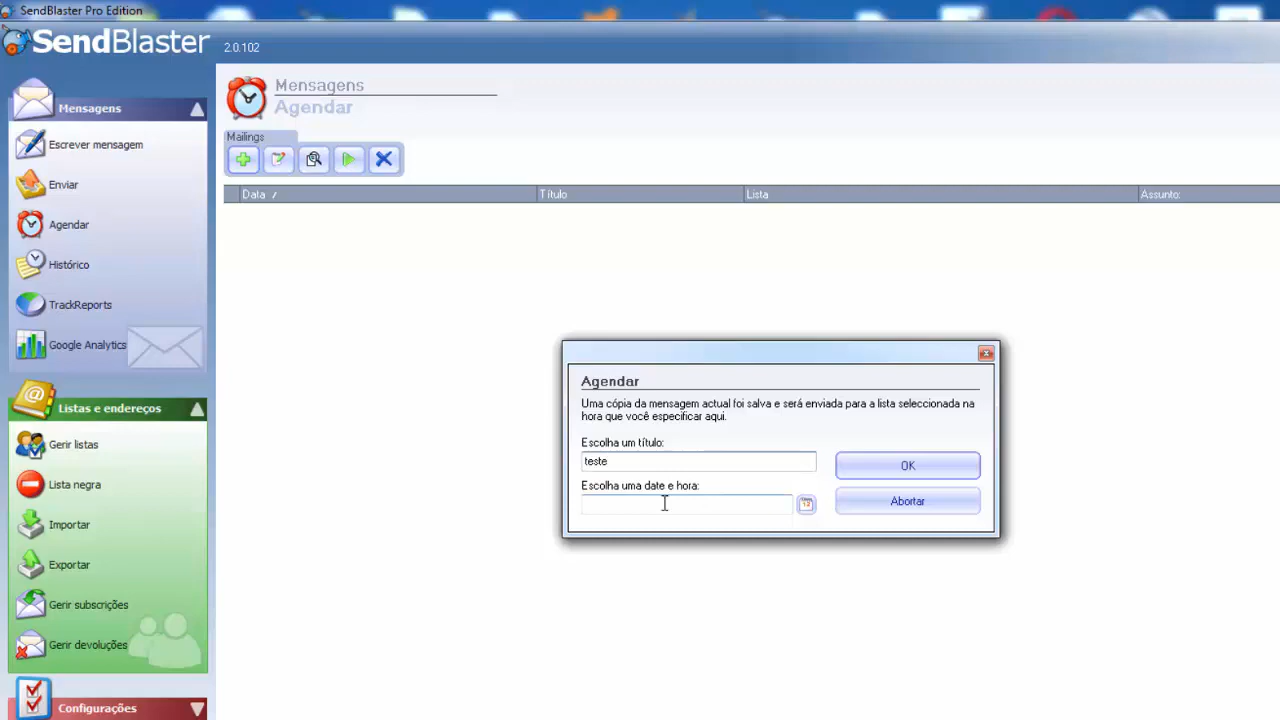 SendBlaster Pro Edition
SendBlaster 2.0.102
Mensagens
Escrever mensagem
Enviar
Agendar
Histórico
TrackReports
Google Analytics
Listas e endereços
Gerir listas
Lista negra
Importar
Exportar
Gerir subscrições
Gerir devoluções
Configurações
Mensagens
Agendar
Mailings
Data Título Lista Assunto:
Agendar
Uma cópia da mensagem actual foi salva e será enviada para a lista seleccionada na
hora que você especificar aqui.
Escolha um título:
teste
OK
Escolha uma date e hora:
Abortar